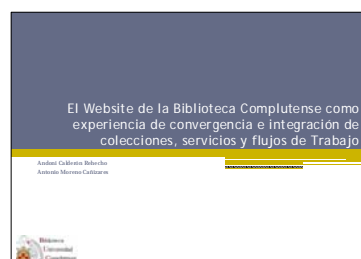 El Website de la Biblioteca Complutense como
experiencia de convergencia e integración de
colecciones, servicios y flujos de Trabajo
Andoni Calderón Rehecho
Antonio Moreno Cañizares
Biblioteca
Universidad
Complutense